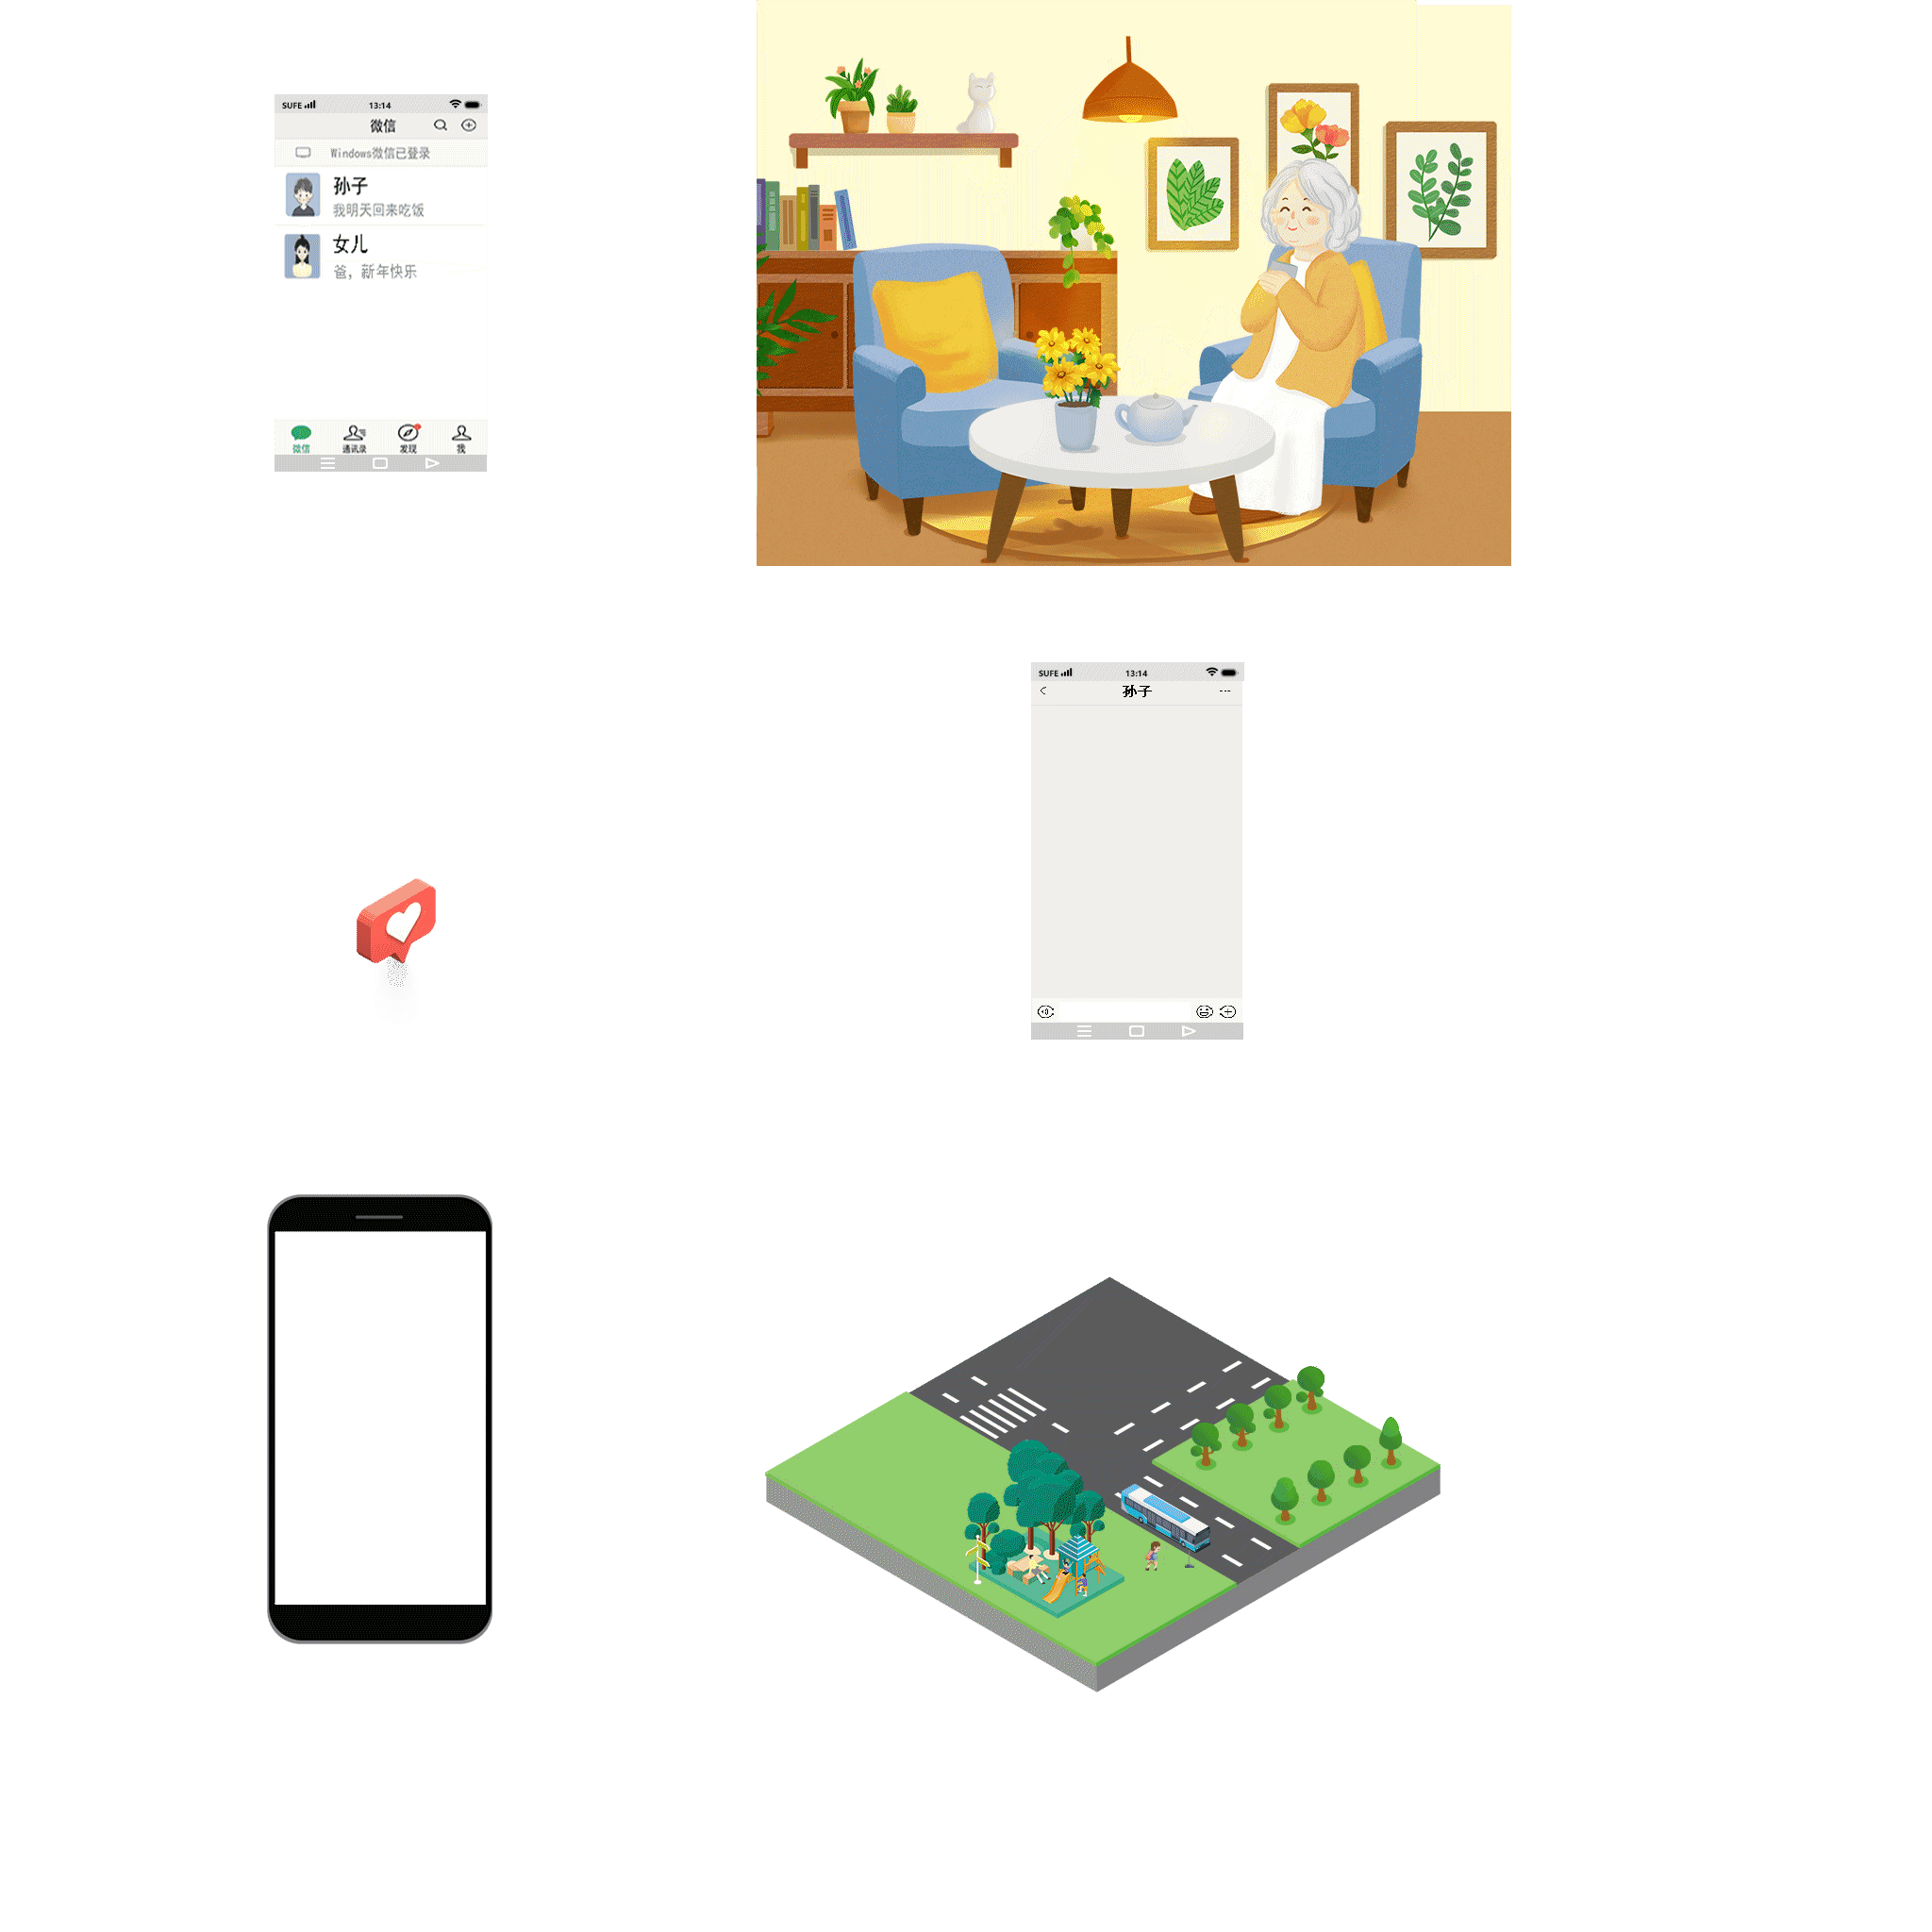 SUFE 13:14
微信
Windows微信已登录
孙子
我明天回来吃饭
女儿
爸，新年快乐
微信 通讯录 发现 我
SUFE 13:14
孙子